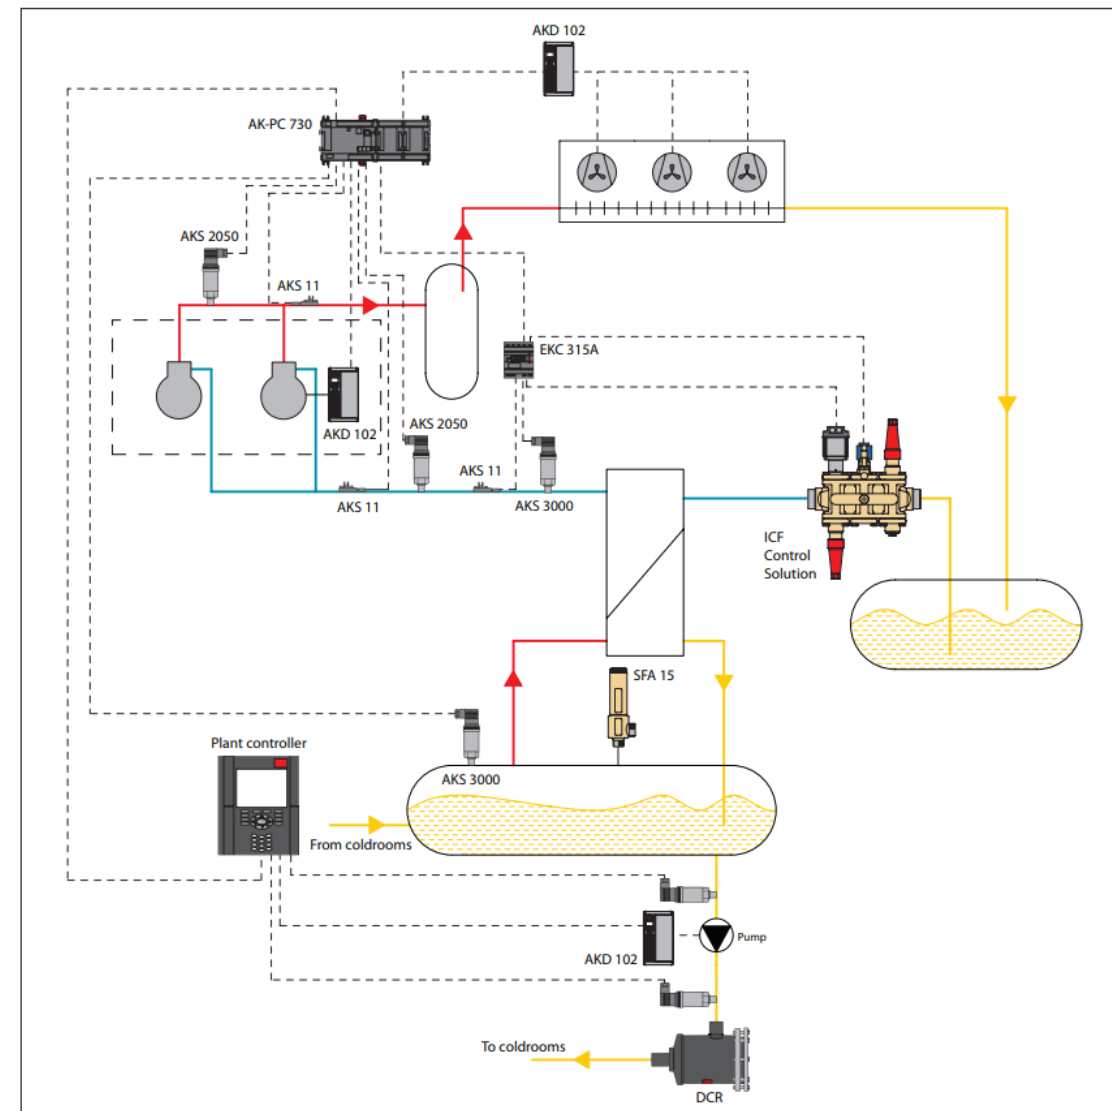 AKD 102
AK-PC 730
AKS 2050
AKS 11
EKC 315A
AKD 102
AKS 2050
AKS 11
AKS 11
AKS 3000
ICF
Control
Solution
SFA 15
Plant controller
AKS 3000
From coldrooms
Pump
AKD 102
To coldrooms
DCR